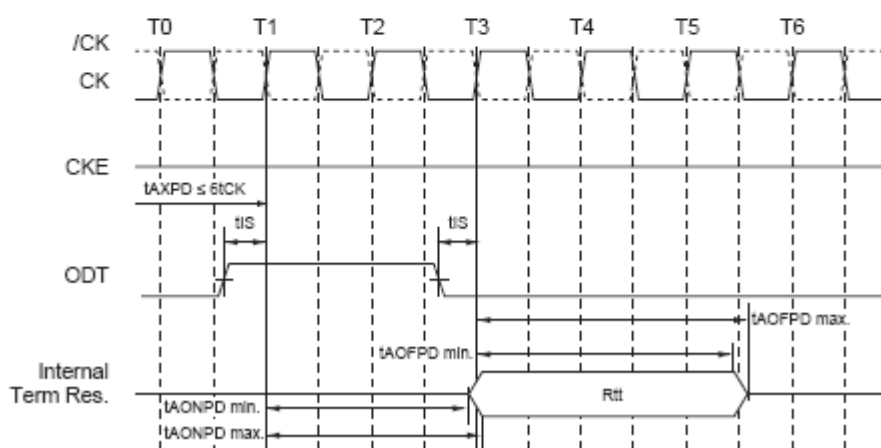 T0 T1 T2 T3 T4 T5 T6
/CK
CK
CKE
tAXPD ≤ 6tCK
tIS tIS
ODT
tAOFPD max.
tAOFPD min.
Internal
Term Res.
Rtt
tAONPD min.
tAONPD max.